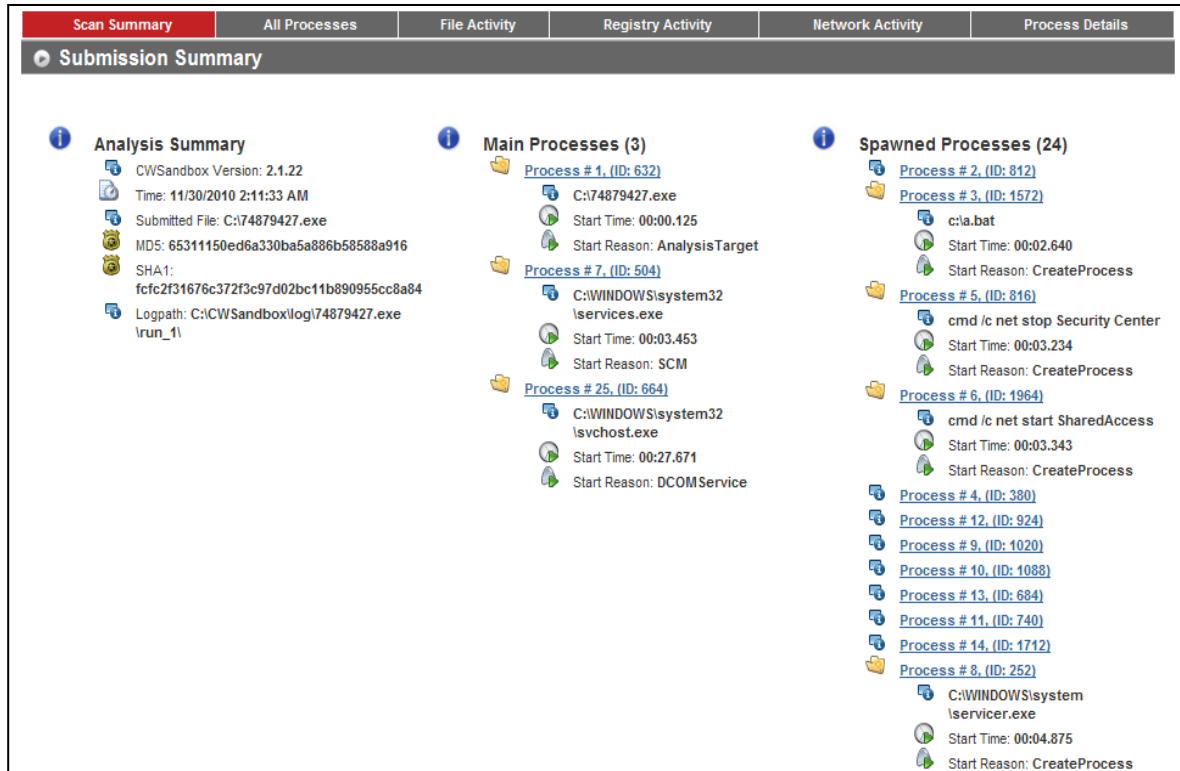 Scan Summary
All Processes
File Activity
Registry Activity
Network Activity
Process Details
Submission Summary
Analysis Summary
CWSandbox Version: 2.1.22
Time: 11/30/2010 2:11:33 AM
Submitted File: C:\74879427.exe
MD5: 65311150ed6a330ba5a886b58588a916
SHA1:
fcfc2f31676c372f3c97d02bc11b890955cc8a84
Logpath: C:\CWSandbox\log\74879427.exe
\run_1\
Main Processes (3)
Process # 1, (ID: 632)
C:\74879427.exe
Start Time: 00:00.125
Start Reason: AnalysisTarget
Process # 7, (ID: 504)
C:\WINDOWS\system32
\services.exe
Start Time: 00:03.453
Start Reason: SCM
Process # 25, (ID: 664)
C:\WINDOWS\system32
\svchost.exe
Start Time: 00:27.671
Start Reason: DCOMService
Spawned Processes (24)
Process # 2, (ID: 812)
Process # 3, (ID: 1572)
c:\a.bat
Start Time: 00:02.640
Start Reason: CreateProcess
Process # 5, (ID: 816)
cmd /c net stop Security Center
Start Time: 00:03.234
Start Reason: CreateProcess
Process # 6, (ID: 1964)
cmd /c net start SharedAccess
Start Time: 00:03.343
Start Reason: CreateProcess
Process # 4, (ID: 380)
Process # 12, (ID: 924)
Process # 9, (ID: 1020)
Process # 10, (ID: 1088)
Process # 13, (ID: 684)
Process # 11, (ID: 740)
Process # 14, (ID: 1712)
Process # 8, (ID: 252)
C:\WINDOWS\system
\servicer.exe
Start Time: 00:04.875
Start Reason: CreateProcess